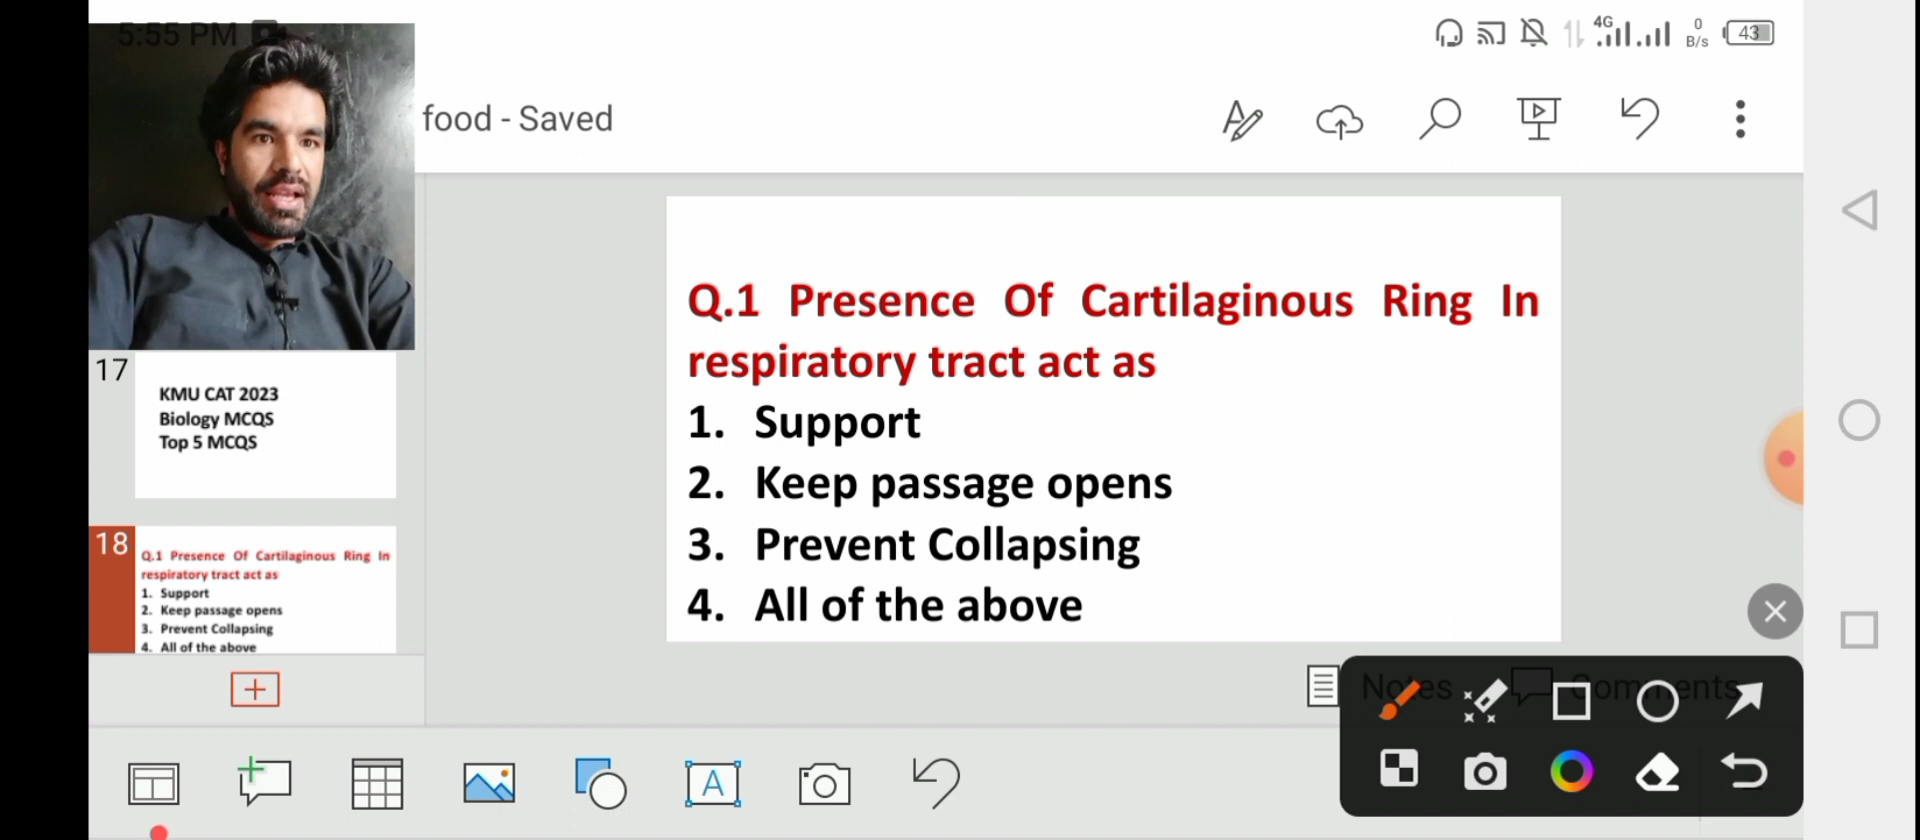 5:55 PM
4G
0
B/s
43
food - Saved
Q.1 Presence Of Cartilaginous Ring In
respiratory tract act as
1. Support
2. Keep passage opens
3. Prevent Collapsing
4. All of the above
17
KMU CAT 2023
Biology MCQS
Top 5 MCQS
18
Q.1 Presence Of Cartilaginous Ring In
respiratory tract act as
1. Support
2. Keep passage opens
3. Prevent Collapsing
4. All of the above
Notes
Comments
A